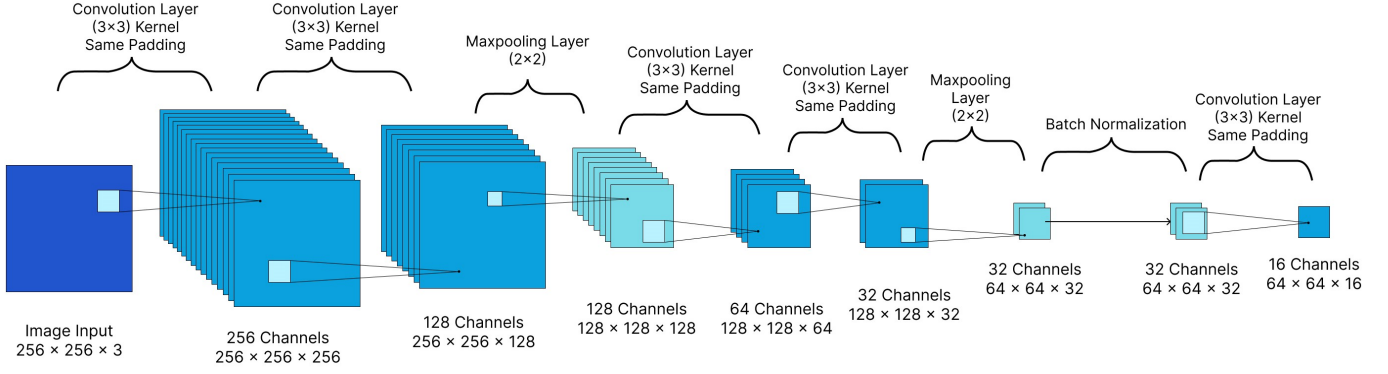 Convolution Layer
(3×3) Kernel
Same Padding
Convolution Layer
(3×3) Kernel
Same Padding
Maxpooling Layer
(2×2)
Convolution Layer
(3×3) Kernel
Same Padding
Convolution Layer
(3×3) Kernel
Same Padding
Maxpooling
Layer
(2×2)
Batch Normalization
Convolution Layer
(3×3) Kernel
Same Padding
Image Input
256 × 256 × 3
256 Channels
256 × 256 × 256
128 Channels
256 × 256 × 128
128 Channels
128 × 128 × 128
64 Channels
128 × 128 × 64
32 Channels
128 × 128 × 32
32 Channels
64 × 64 × 32
32 Channels
64 × 64 × 32
16 Channels
64 × 64 × 16